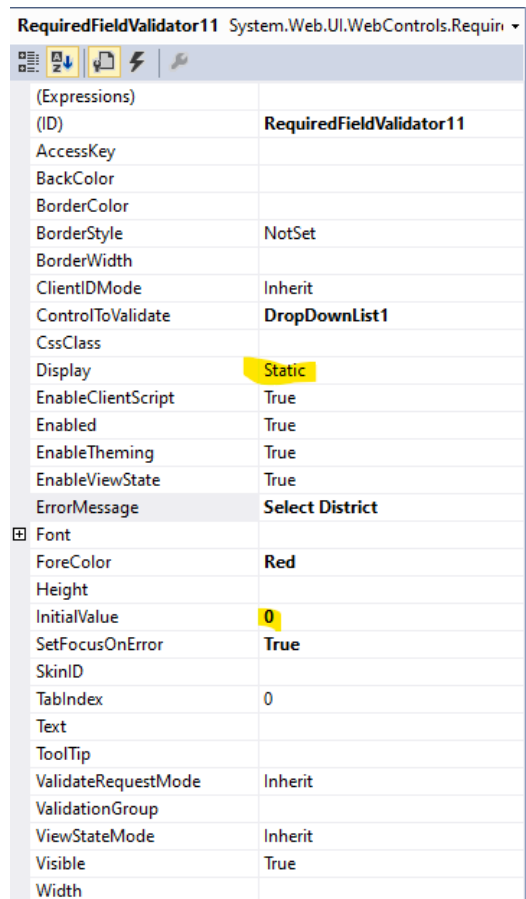 RequiredFieldValidator11 System.Web.UI.WebControls.Require
(Expressions)
(ID) RequiredFieldValidator11
AccessKey
BackColor
BorderColor
BorderStyle NotSet
BorderWidth
ClientIDMode Inherit
ControlToValidate DropDownList1
CssClass
Display Static
EnableClientScript True
Enabled True
EnableTheming True
EnableViewState True
ErrorMessage Select District
Font
ForeColor Red
Height
InitialValue 0
SetFocusOnError True
SkinID
TabIndex 0
Text
ToolTip
ValidateRequestMode Inherit
ValidationGroup
ViewStateMode Inherit
Visible True
Width